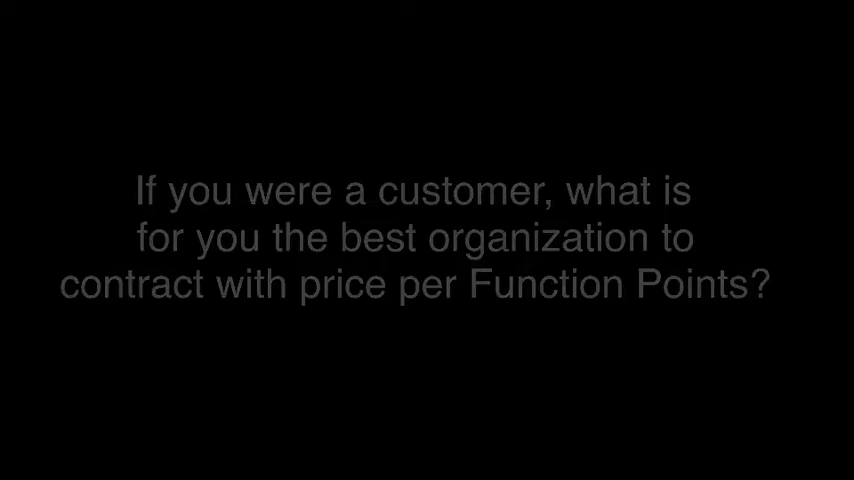 If you were a customer, what is
for you the best organization to
contract with price per Function Points?